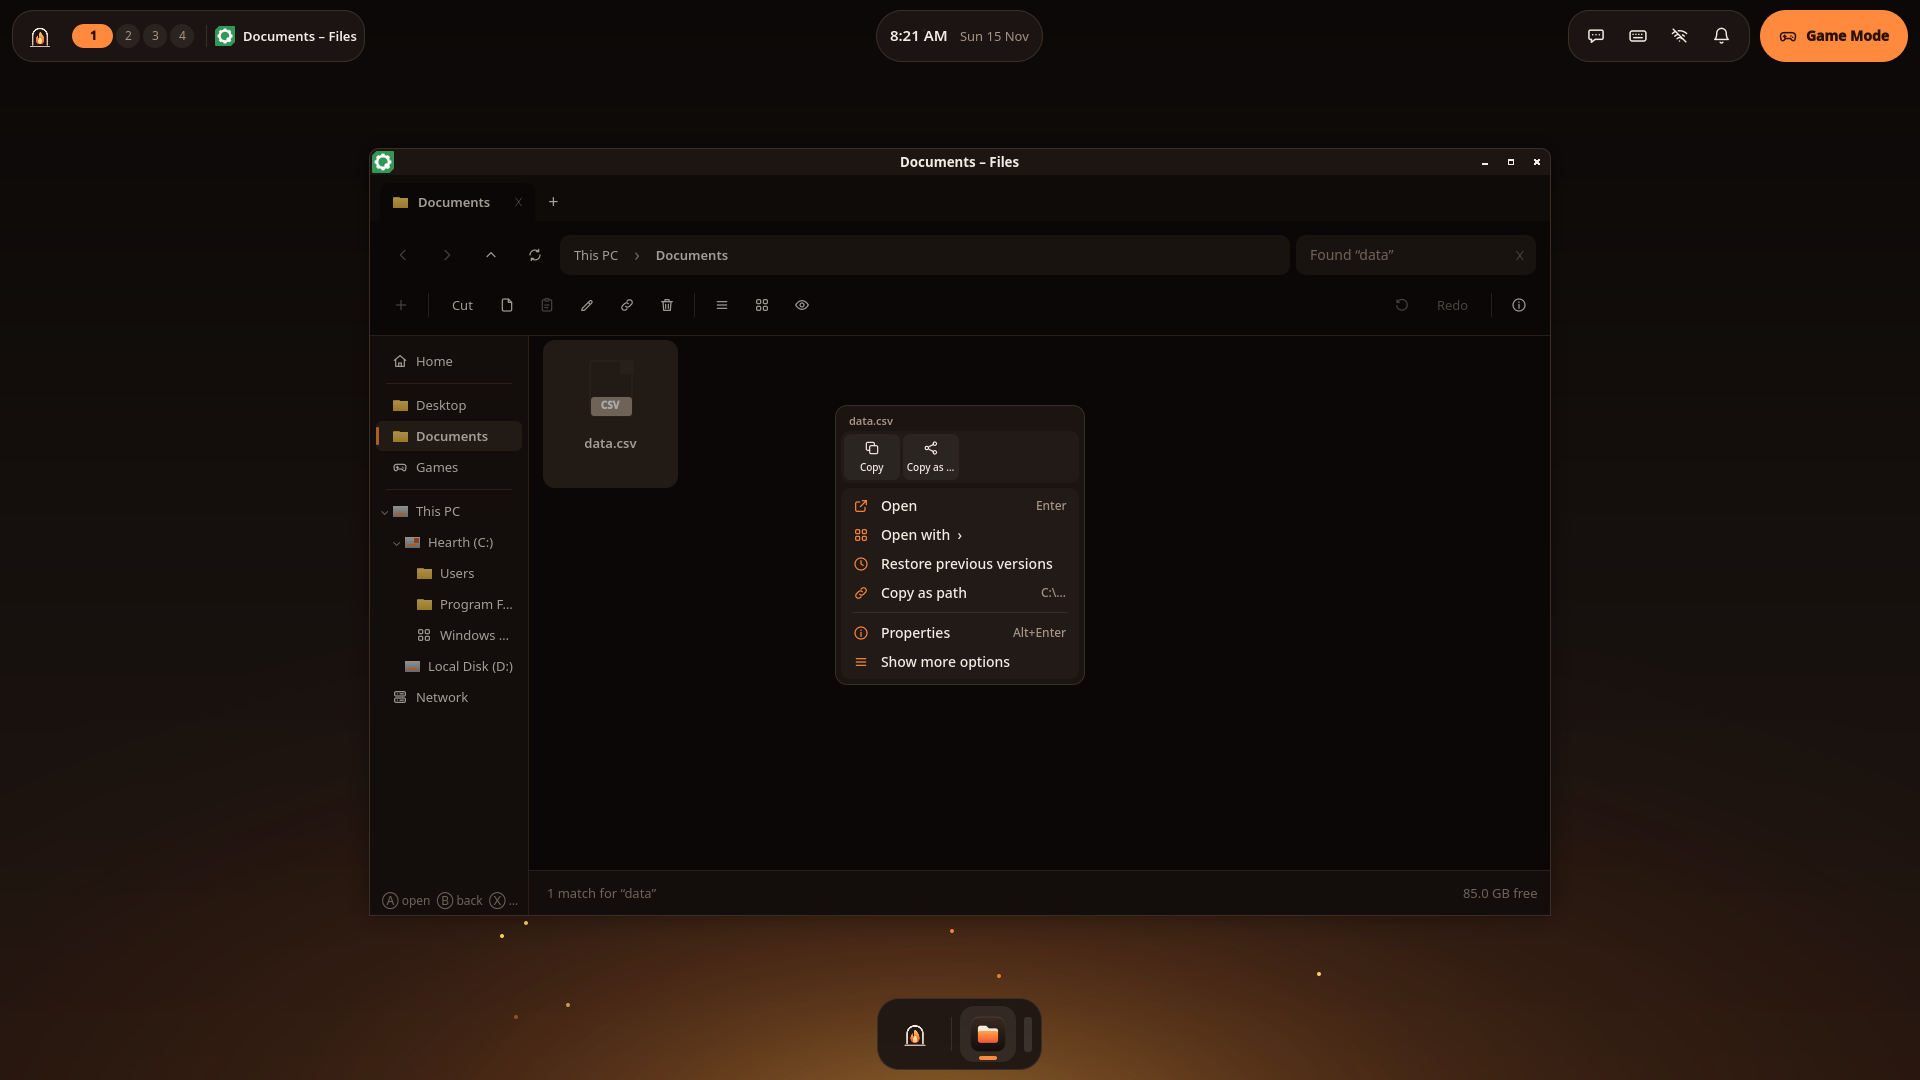 1 2 3 4 Documents – Files
8:21 AM Sun 15 Nov
Game Mode
Documents – Files
Documents X +
This PC › Documents
Found “data” X
Cut
Redo
Home
Desktop
Documents
Games
This PC
Hearth (C:)
Users
Program F...
Windows ...
Local Disk (D:)
Network
A open B back X ...
CSV
data.csv
data.csv
Copy
Copy as ...
Open Enter
Open with ›
Restore previous versions
Copy as path C:\...
Properties Alt+Enter
Show more options
1 match for “data”
85.0 GB free